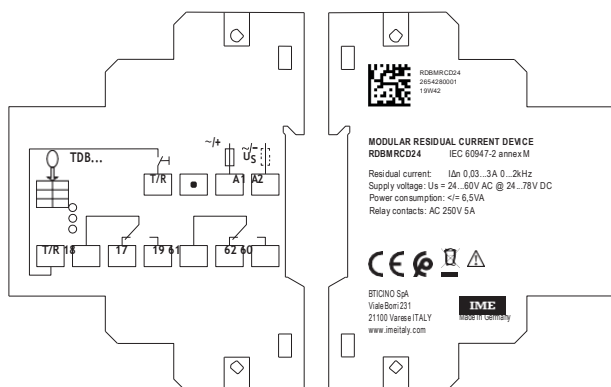 ~/+ ~/–
TDB... Us
T/R A1 A2
T/R 18 17 19 61 62 60
RDBMRCD24
2654280001
19W42
MODULAR RESIDUAL CURRENT DEVICE
RDBMRCD24 IEC 60947-2 annex M
Residual current: IΔn 0,03...3A 0...2kHz
Supply voltage: Us = 24...60V AC @ 24...78V DC
Power consumption: </= 6,5VA
Relay contacts: AC 250V 5A
CE
BTICINO SpA
Viale Borri 231
21100 Varese ITALY
www.imeitaly.com
IME
Made in Germany